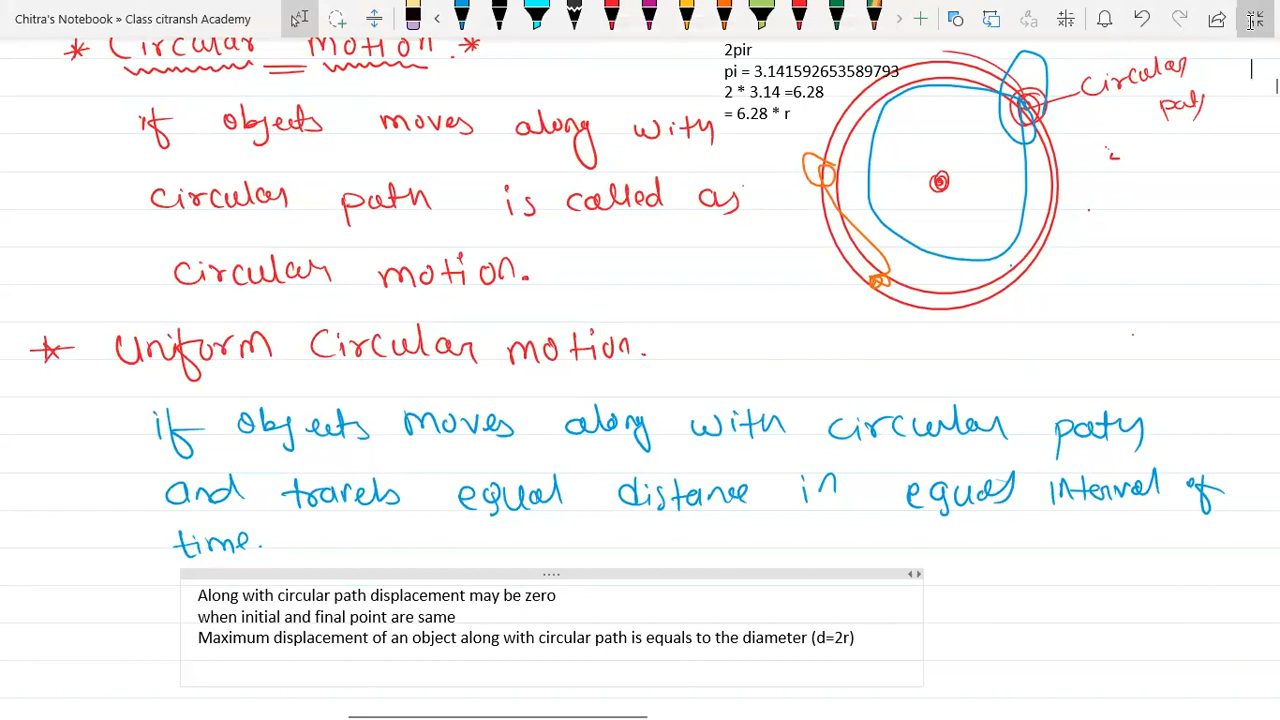 Chitra's Notebook » Class citransh Academy
* Circular motion. *
2pir
pi = 3.141592653589793
2 * 3.14 =6.28
= 6.28 * r
Circular
paty
if objects moves along with
circular path is called as
circular motion.
* Uniform Circular motion.
if objects moves along with circular paty
and travels equal distance in equal interval of
time.
Along with circular path displacement may be zero
when initial and final point are same
Maximum displacement of an object along with circular path is equals to the diameter (d=2r)